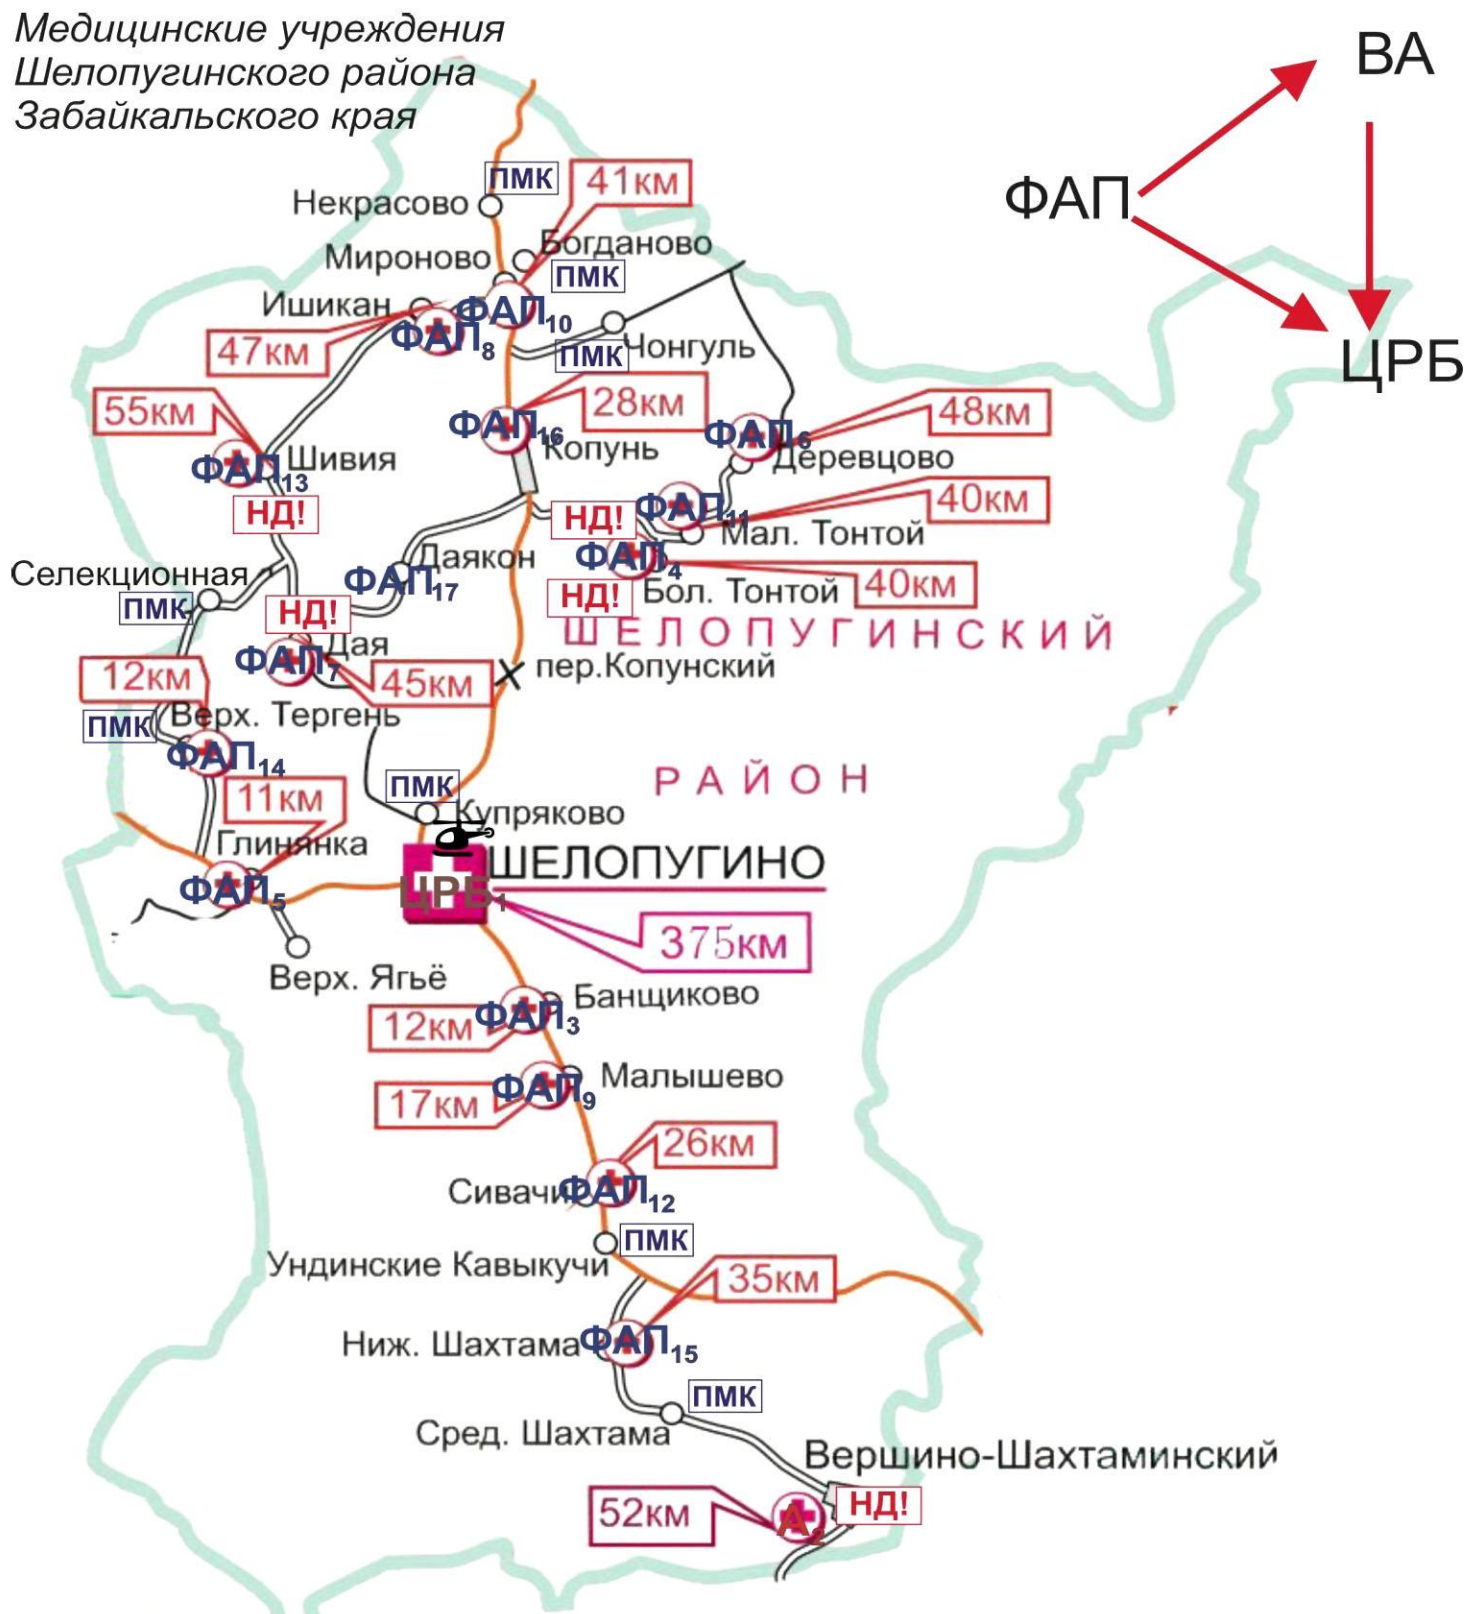 Медицинские учреждения
Шелопугинского района
Забайкальского края
ВА
ФАП
ЦРБ
ПМК
41км
Некрасово
Богданово
Мироново
ПМК
Ишикан
ФАП10
ФАП8
Чонгуль
ПМК
47км
28км
55км
48км
ФАП16
ФАП6
Копунь
Деревцово
ФАП13
Шивия
40км
НД!
НД!
ФАП11
Мал. Тонтой
Даякон
ФАП4
Селекционная
ФАП17
40км
ПМК
НД!
НД!
Бол. Тонтой
ШЕЛОПУГИНСКИЙ
Дая
ФАП7
пер.Копунский
12км
45км
Верх. Тергень
ПМК
ФАП14
РАЙОН
ПМК
11км
Купряково
Глинянка
ШЕЛОПУГИНО
ФАП5
ЦРБ1
375км
Верх. Ягьё
Банщиково
12км
ФАП3
Малышево
17км
ФАП9
26км
Сивачи
ФАП12
ПМК
Ундинские Кавыкучи
35км
Ниж. Шахтама
ФАП15
ПМК
Сред. Шахтама
Вершино-Шахтаминский
52км
А2
НД!